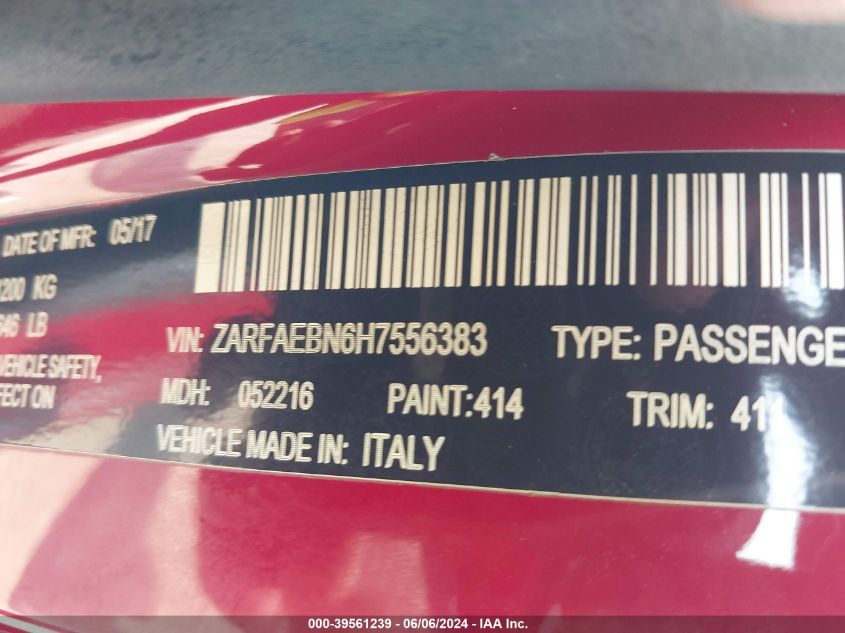 DATE OF MFR: 05/17
200 KG
646 LB
VEHICLE SAFETY,
FECT ON
VIN: ZARFAEBN6H7556383 TYPE: PASSENGE
MDH: 052216 PAINT:414 TRIM: 411
VEHICLE MADE IN: ITALY
000-39561239 - 06/06/2024 - IAA Inc.